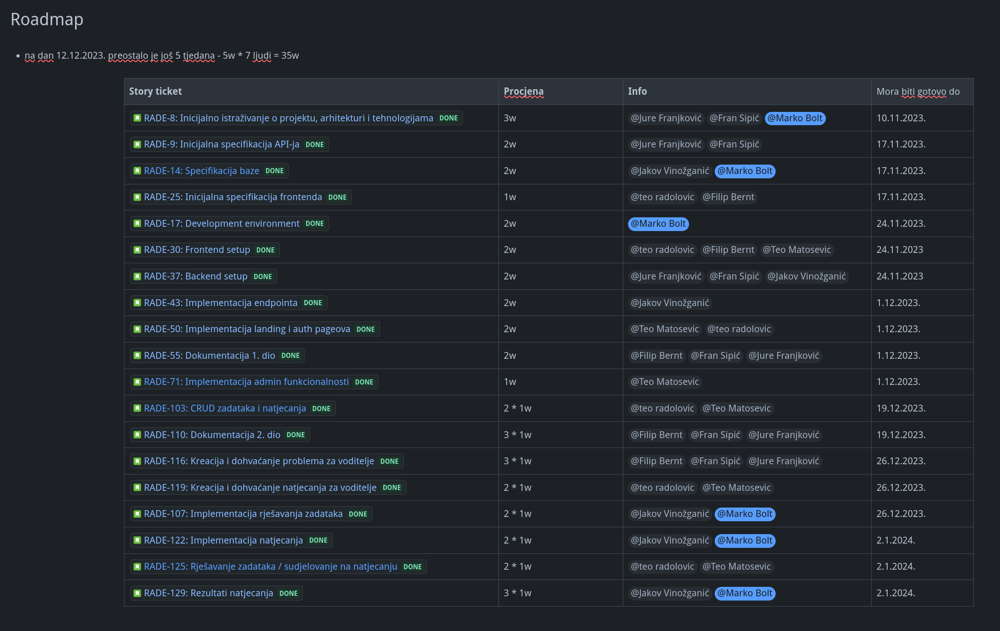 Roadmap
• na dan 12.12.2023. preostalo je još 5 tjedana - 5w * 7 ljudi = 35w
Story ticket Procjena Info Mora biti gotovo do
RADE-8: Inicijalno istraživanje o projektu, arhitekturi i tehnologijama DONE 3w @Jure Franjković @Fran Sipić @Marko Bolt 10.11.2023.
RADE-9: Inicijalna specifikacija API-ja DONE 2w @Jure Franjković @Fran Sipić 17.11.2023.
RADE-14: Specifikacija baze DONE 2w @Jakov Vinožganić @Marko Bolt 17.11.2023.
RADE-25: Inicijalna specifikacija frontenda DONE 1w @teo radolovic @Filip Bernt 17.11.2023.
RADE-17: Development environment DONE 2w @Marko Bolt 24.11.2023.
RADE-30: Frontend setup DONE 2w @teo radolovic @Filip Bernt @Teo Matosevic 24.11.2023
RADE-37: Backend setup DONE 2w @Jure Franjković @Fran Sipić @Jakov Vinožganić 24.11.2023
RADE-43: Implementacija endpointa DONE 2w @Jakov Vinožganić 1.12.2023.
RADE-50: Implementacija landing i auth pageova DONE 2w @Teo Matosevic @teo radolovic 1.12.2023.
RADE-55: Dokumentacija 1. dio DONE 2w @Filip Bernt @Fran Sipić @Jure Franjković 1.12.2023.
RADE-71: Implementacija admin funkcionalnosti DONE 1w @Teo Matosevic 1.12.2023.
RADE-103: CRUD zadataka i natjecanja DONE 2 * 1w @teo radolovic @Teo Matosevic 19.12.2023.
RADE-110: Dokumentacija 2. dio DONE 3 * 1w @Filip Bernt @Fran Sipić @Jure Franjković 19.12.2023.
RADE-116: Kreacija i dohvaćanje problema za voditelje DONE 3 * 1w @Filip Bernt @Fran Sipić @Jure Franjković 26.12.2023.
RADE-119: Kreacija i dohvaćanje natjecanja za voditelje DONE 2 * 1w @teo radolovic @Teo Matosevic 26.12.2023.
RADE-107: Implementacija rješavanja zadataka DONE 2 * 1w @Jakov Vinožganić @Marko Bolt 26.12.2023.
RADE-122: Implementacija natjecanja DONE 2 * 1w @Jakov Vinožganić @Marko Bolt 2.1.2024.
RADE-125: Rješavanje zadataka / sudjelovanje na natjecanju DONE 2 * 1w @teo radolovic @Teo Matosevic 2.1.2024.
RADE-129: Rezultati natjecanja DONE 3 * 1w @Jakov Vinožganić @Marko Bolt 2.1.2024.